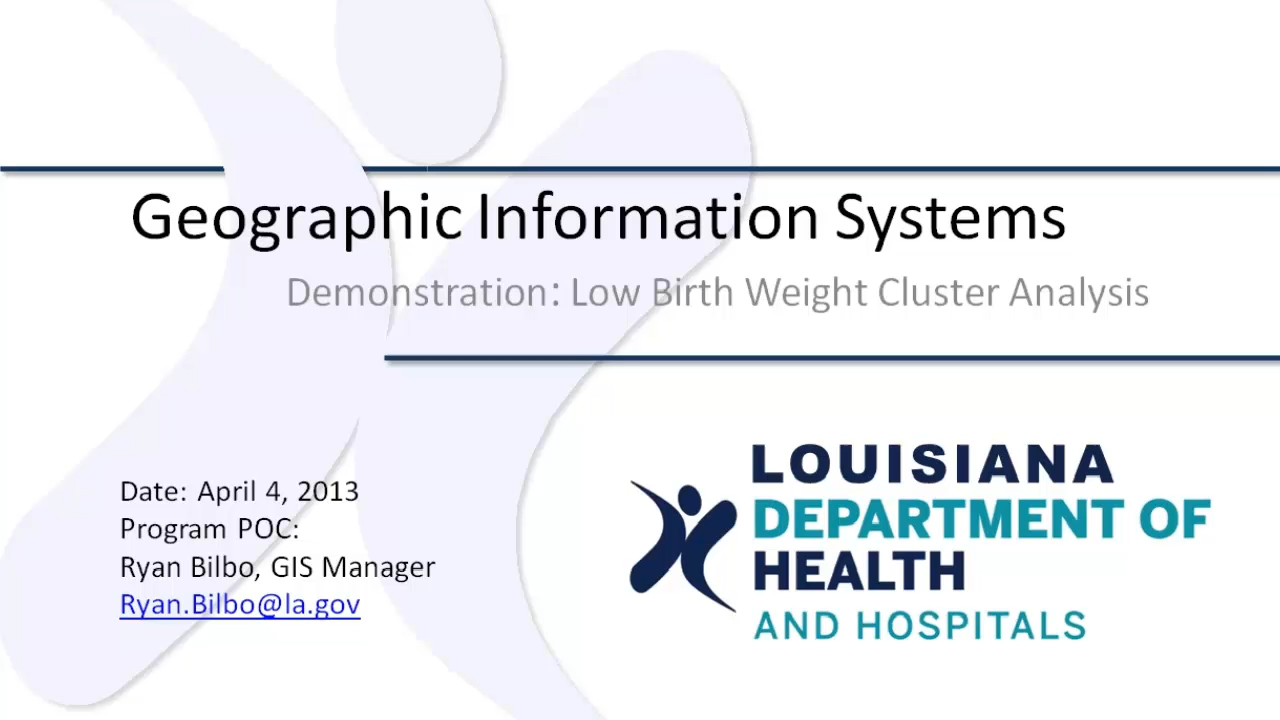 Geographic Information Systems
Demonstration: Low Birth Weight Cluster Analysis
Date: April 4, 2013
Program POC:
Ryan Bilbo, GIS Manager
Ryan.Bilbo@la.gov
LOUISIANA
DEPARTMENT OF
HEALTH
AND HOSPITALS